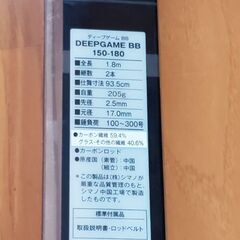 ディープゲーム BB
DEEPGAME BB
150-180
■全長 1.8m
■継数 2本
■仕舞寸法 93.5cm
■自重 205g
■先径 2.5mm
■元径 17.0mm
■錘負荷 100~300号
●カーボン繊維 59.4%
グラス・その他繊維 40.6%
●カーボンロッド
●原産国 (素管) 中国
(組立) 中国
●この製品は(株)シマノが
厳重な品質管理のもと、
シマノ中国工場で製造し
たものです。
標準付属品
取扱説明書・ロッドベルト